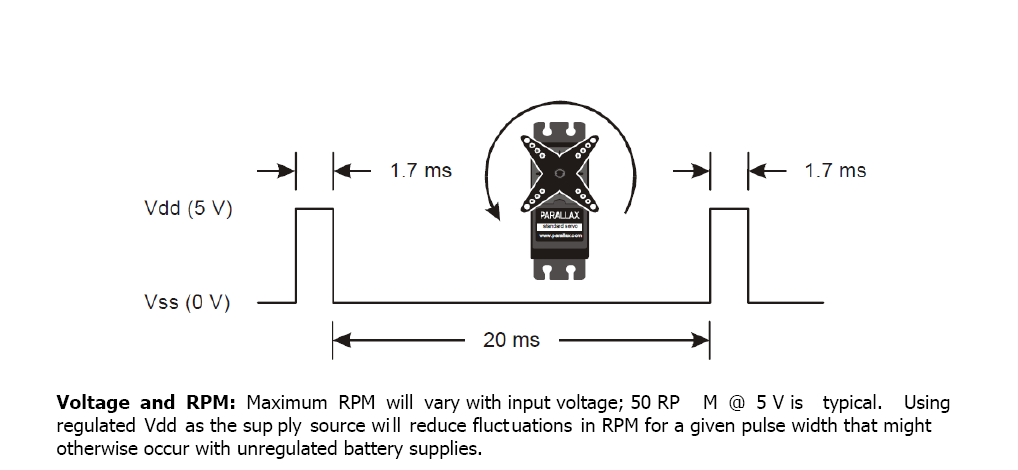 1.7 ms
1.7 ms
Vdd (5 V)
PARALLAX
standard servo
www.parallax.com
Vss (0 V)
20 ms
Voltage and RPM: Maximum RPM will vary with input voltage; 50 RP M @ 5 V is typical. Using
regulated Vdd as the sup ply source will reduce fluctuations in RPM for a given pulse width that might
otherwise occur with unregulated battery supplies.